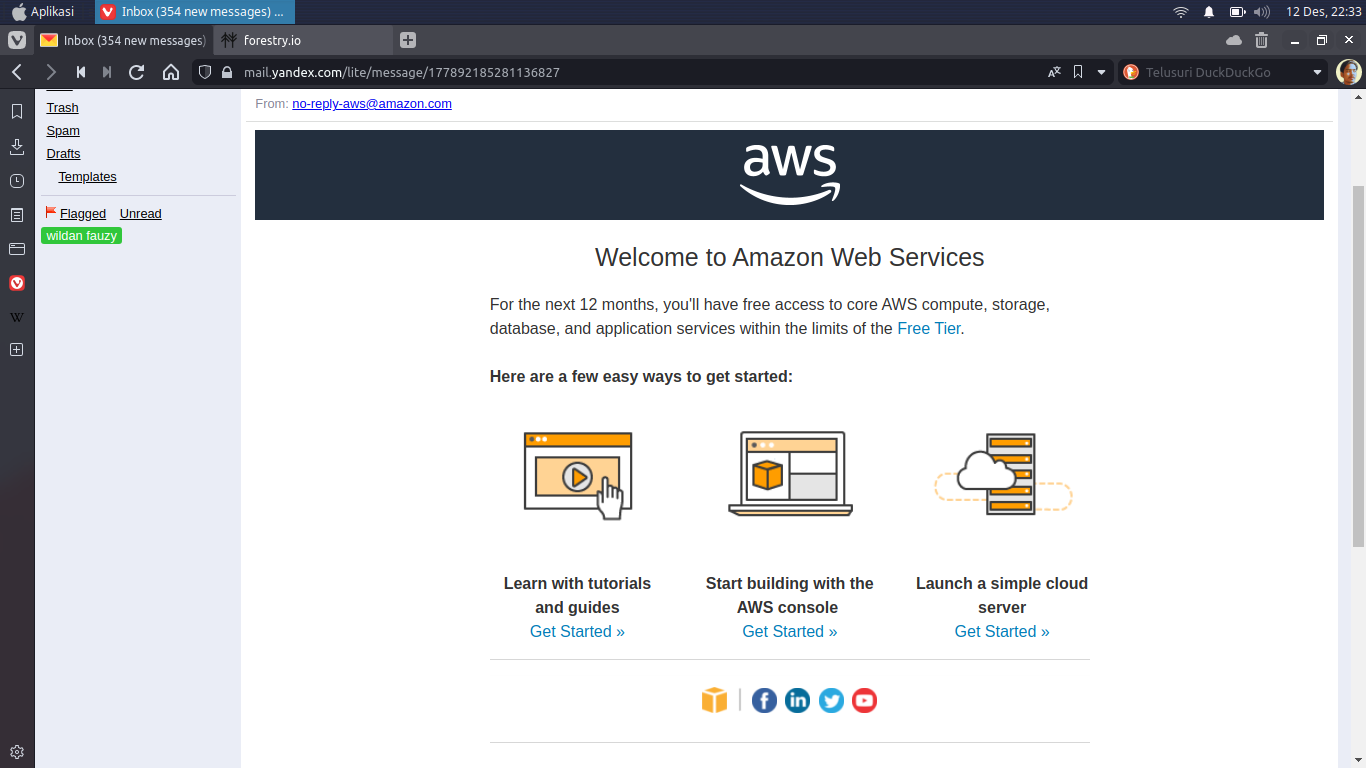 Aplikasi
Inbox (354 new messages) ...
12 Des, 22:33
Inbox (354 new messages)
forestry.io
mail.yandex.com/lite/message/177892185281136827
Telusuri DuckDuckGo
W
Trash
Spam
Drafts
Templates
Flagged Unread
wildan fauzy
From: no-reply-aws@amazon.com
aws
Welcome to Amazon Web Services
For the next 12 months, you'll have free access to core AWS compute, storage,
database, and application services within the limits of the Free Tier.
Here are a few easy ways to get started:
Learn with tutorials
and guides
Get Started »
Start building with the
AWS console
Get Started »
Launch a simple cloud
server
Get Started »